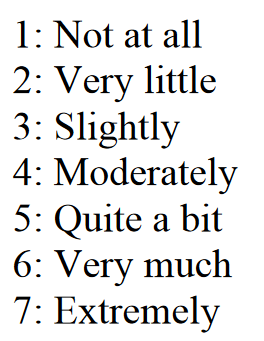 1: Not at all
2: Very little
3: Slightly
4: Moderately
5: Quite a bit
6: Very much
7: Extremely